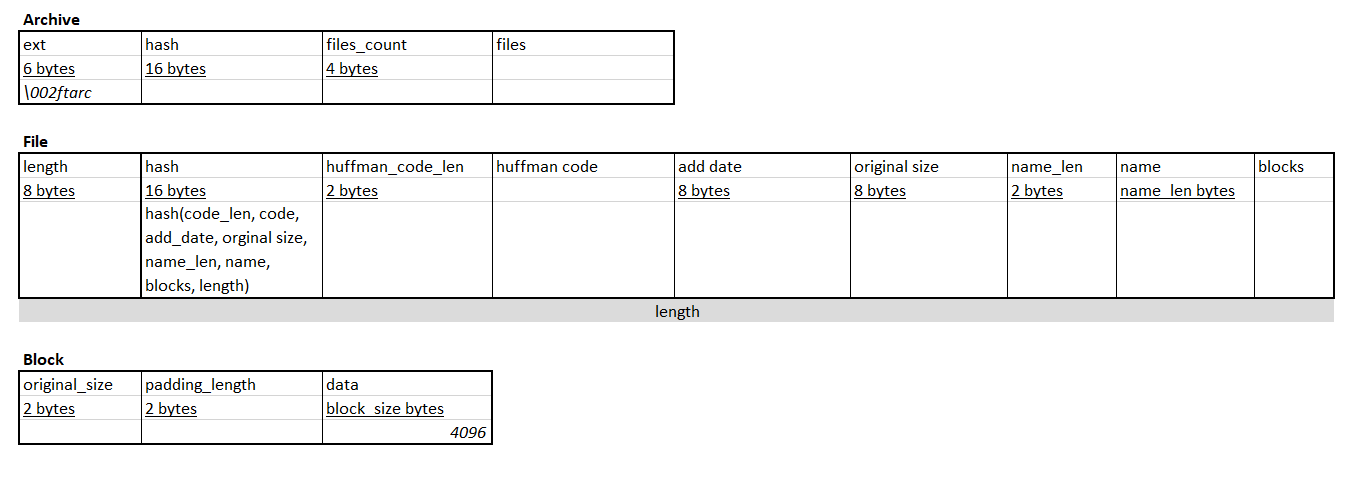 Archive
ext hash files_count files
6 bytes 16 bytes 4 bytes
\002ftarc
File
length hash huffman_code_len huffman code add date original size name_len name blocks
8 bytes 16 bytes 2 bytes 8 bytes 8 bytes 2 bytes name_len bytes
hash(code_len, code,
add_date, orginal size,
name_len, name,
blocks, length)
length
Block
original_size padding_length data
2 bytes 2 bytes block_size bytes
4096